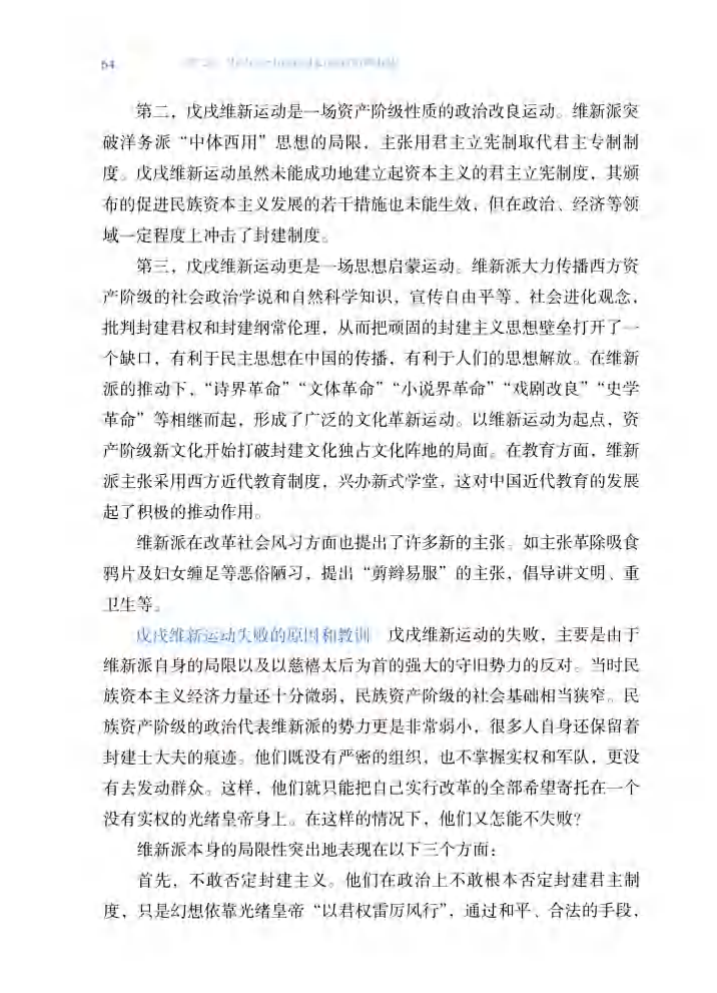 64
第二，戊戌维新运动是一场资产阶级性质的政治改良运动。维新派突
破洋务派“中体西用”思想的局限，主张用君主立宪制取代君主专制制
度。戊戌维新运动虽然未能成功地建立起资本主义的君主立宪制度，其颁
布的促进民族资本主义发展的若干措施也未能生效，但在政治、经济等领
域一定程度上冲击了封建制度。
第三，戊戌维新运动更是一场思想启蒙运动。维新派大力传播西方资
产阶级的社会政治学说和自然科学知识，宣传自由平等、社会进化观念，
批判封建君权和封建纲常伦理，从而把顽固的封建主义思想壁垒打开了一
个缺口，有利于民主思想在中国的传播，有利于人们的思想解放。在维新
派的推动下，“诗界革命”“文体革命”“小说界革命”“戏剧改良”“史学
革命”等相继而起，形成了广泛的文化革新运动。以维新运动为起点，资
产阶级新文化开始打破封建文化独占文化阵地的局面。在教育方面，维新
派主张采用西方近代教育制度，兴办新式学堂，这对中国近代教育的发展
起了积极的推动作用。
维新派在改革社会风习方面也提出了许多新的主张。如主张革除吸食
鸦片及妇女缠足等恶俗陋习，提出“剪辫易服”的主张，倡导讲文明、重
卫生等。
戊戌维新运动失败的原因和教训 戊戌维新运动的失败，主要是由于
维新派自身的局限以及以慈禧太后为首的强大的守旧势力的反对。当时民
族资本主义经济力量还十分微弱，民族资产阶级的社会基础相当狭窄。民
族资产阶级的政治代表维新派的势力更是非常弱小，很多人自身还保留着
封建士大夫的痕迹。他们既没有严密的组织，也不掌握实权和军队，更没
有去发动群众。这样，他们就只能把自己实行改革的全部希望寄托在一个
没有实权的光绪皇帝身上。在这样的情况下，他们又怎能不失败？
维新派本身的局限性突出地表现在以下三个方面：
首先，不敢否定封建主义。他们在政治上不敢根本否定封建君主制
度，只是幻想依靠光绪皇帝“以君权雷厉风行”，通过和平、合法的手段，